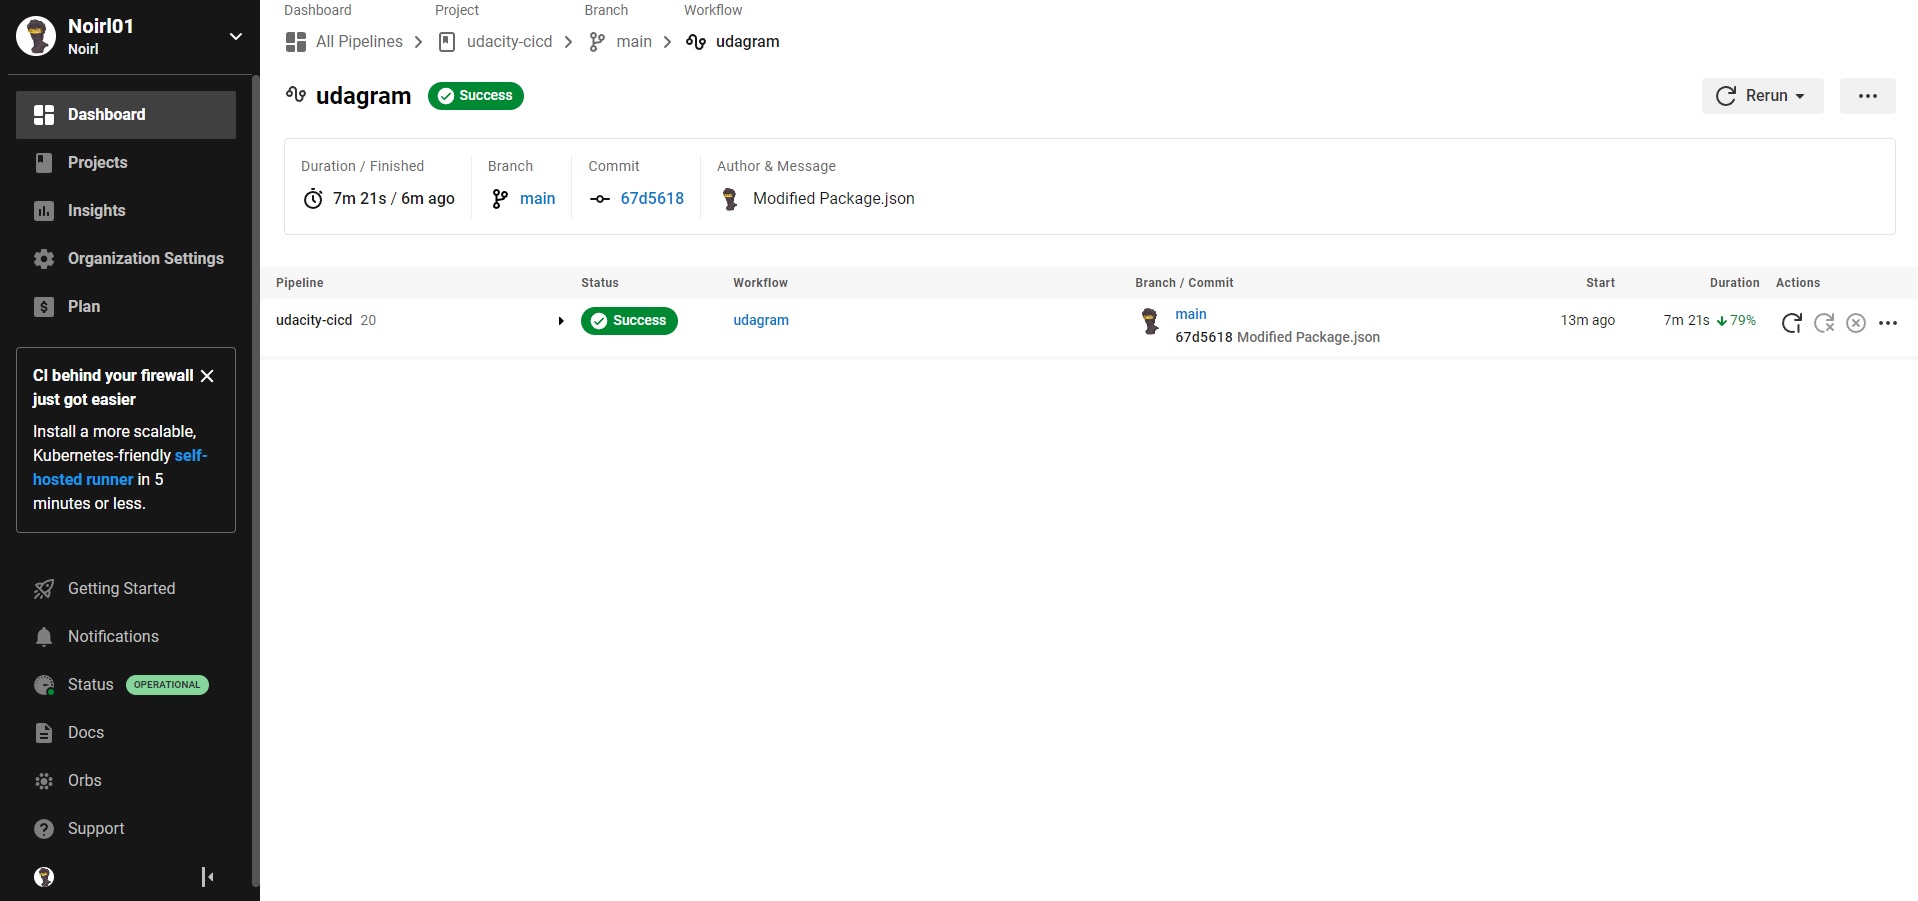 Noirl01
Noirl
Dashboard
Projects
Insights
Organization Settings
Plan
CI behind your firewall
just got easier
Install a more scalable,
Kubernetes-friendly self-
hosted runner in 5
minutes or less.
Getting Started
Notifications
Status OPERATIONAL
Docs
Orbs
Support
Dashboard Project Branch Workflow
All Pipelines udacity-cicd main udagram
udagram Success
Rerun
Duration / Finished Branch Commit Author & Message
7m 21s / 6m ago main 67d5618 Modified Package.json
Pipeline Status Workflow Branch / Commit Start Duration Actions
udacity-cicd 20 Success udagram main 13m ago 7m 21s 79%
67d5618 Modified Package.json